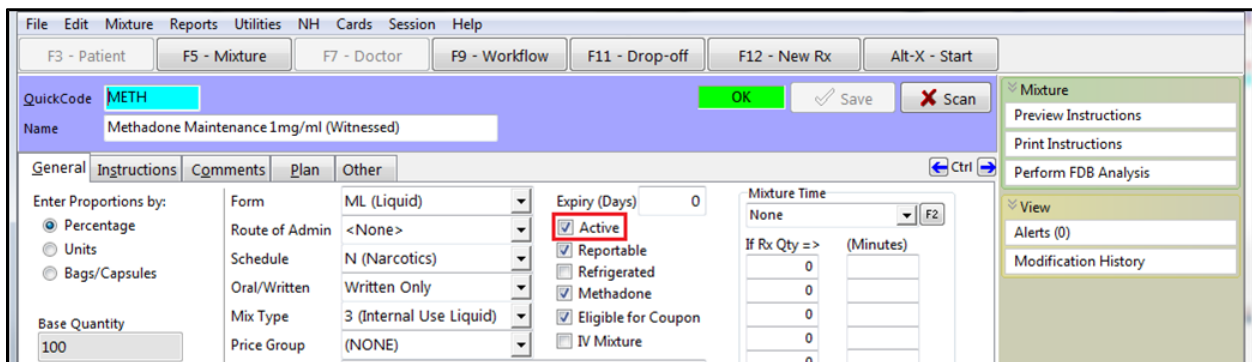 File Edit Mixture Reports Utilities NH Cards Session Help
F3 - Patient F5 - Mixture F7 - Doctor F9 - Workflow F11 - Drop-off F12 - New Rx Alt-X - Start
QuickCode METH OK Save Scan
Name Methadone Maintenance 1mg/ml (Witnessed)
General Instructions Comments Plan Other Ctrl
Enter Proportions by:
Percentage
Units
Bags/Capsules
Base Quantity
100
Form ML (Liquid)
Route of Admin <None>
Schedule N (Narcotics)
Oral/Written Written Only
Mix Type 3 (Internal Use Liquid)
Price Group (NONE)
Expiry (Days) 0
Active
Reportable
Refrigerated
Methadone
Eligible for Coupon
IV Mixture
Mixture Time
None F2
If Rx Qty => (Minutes)
0
0
0
0
0
Mixture
Preview Instructions
Print Instructions
Perform FDB Analysis
View
Alerts (0)
Modification History